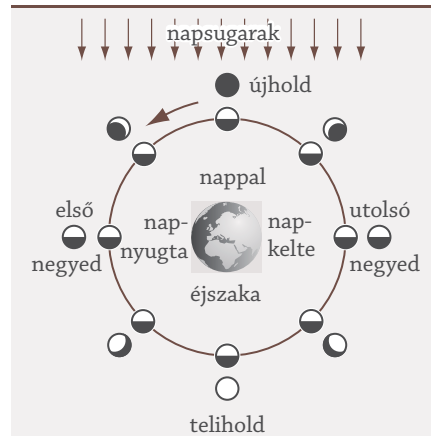 napsugarak
újhold
nappal
első
negyed
nap-
nyugta
nap-
kelte
utolsó
negyed
éjszaka
telihold